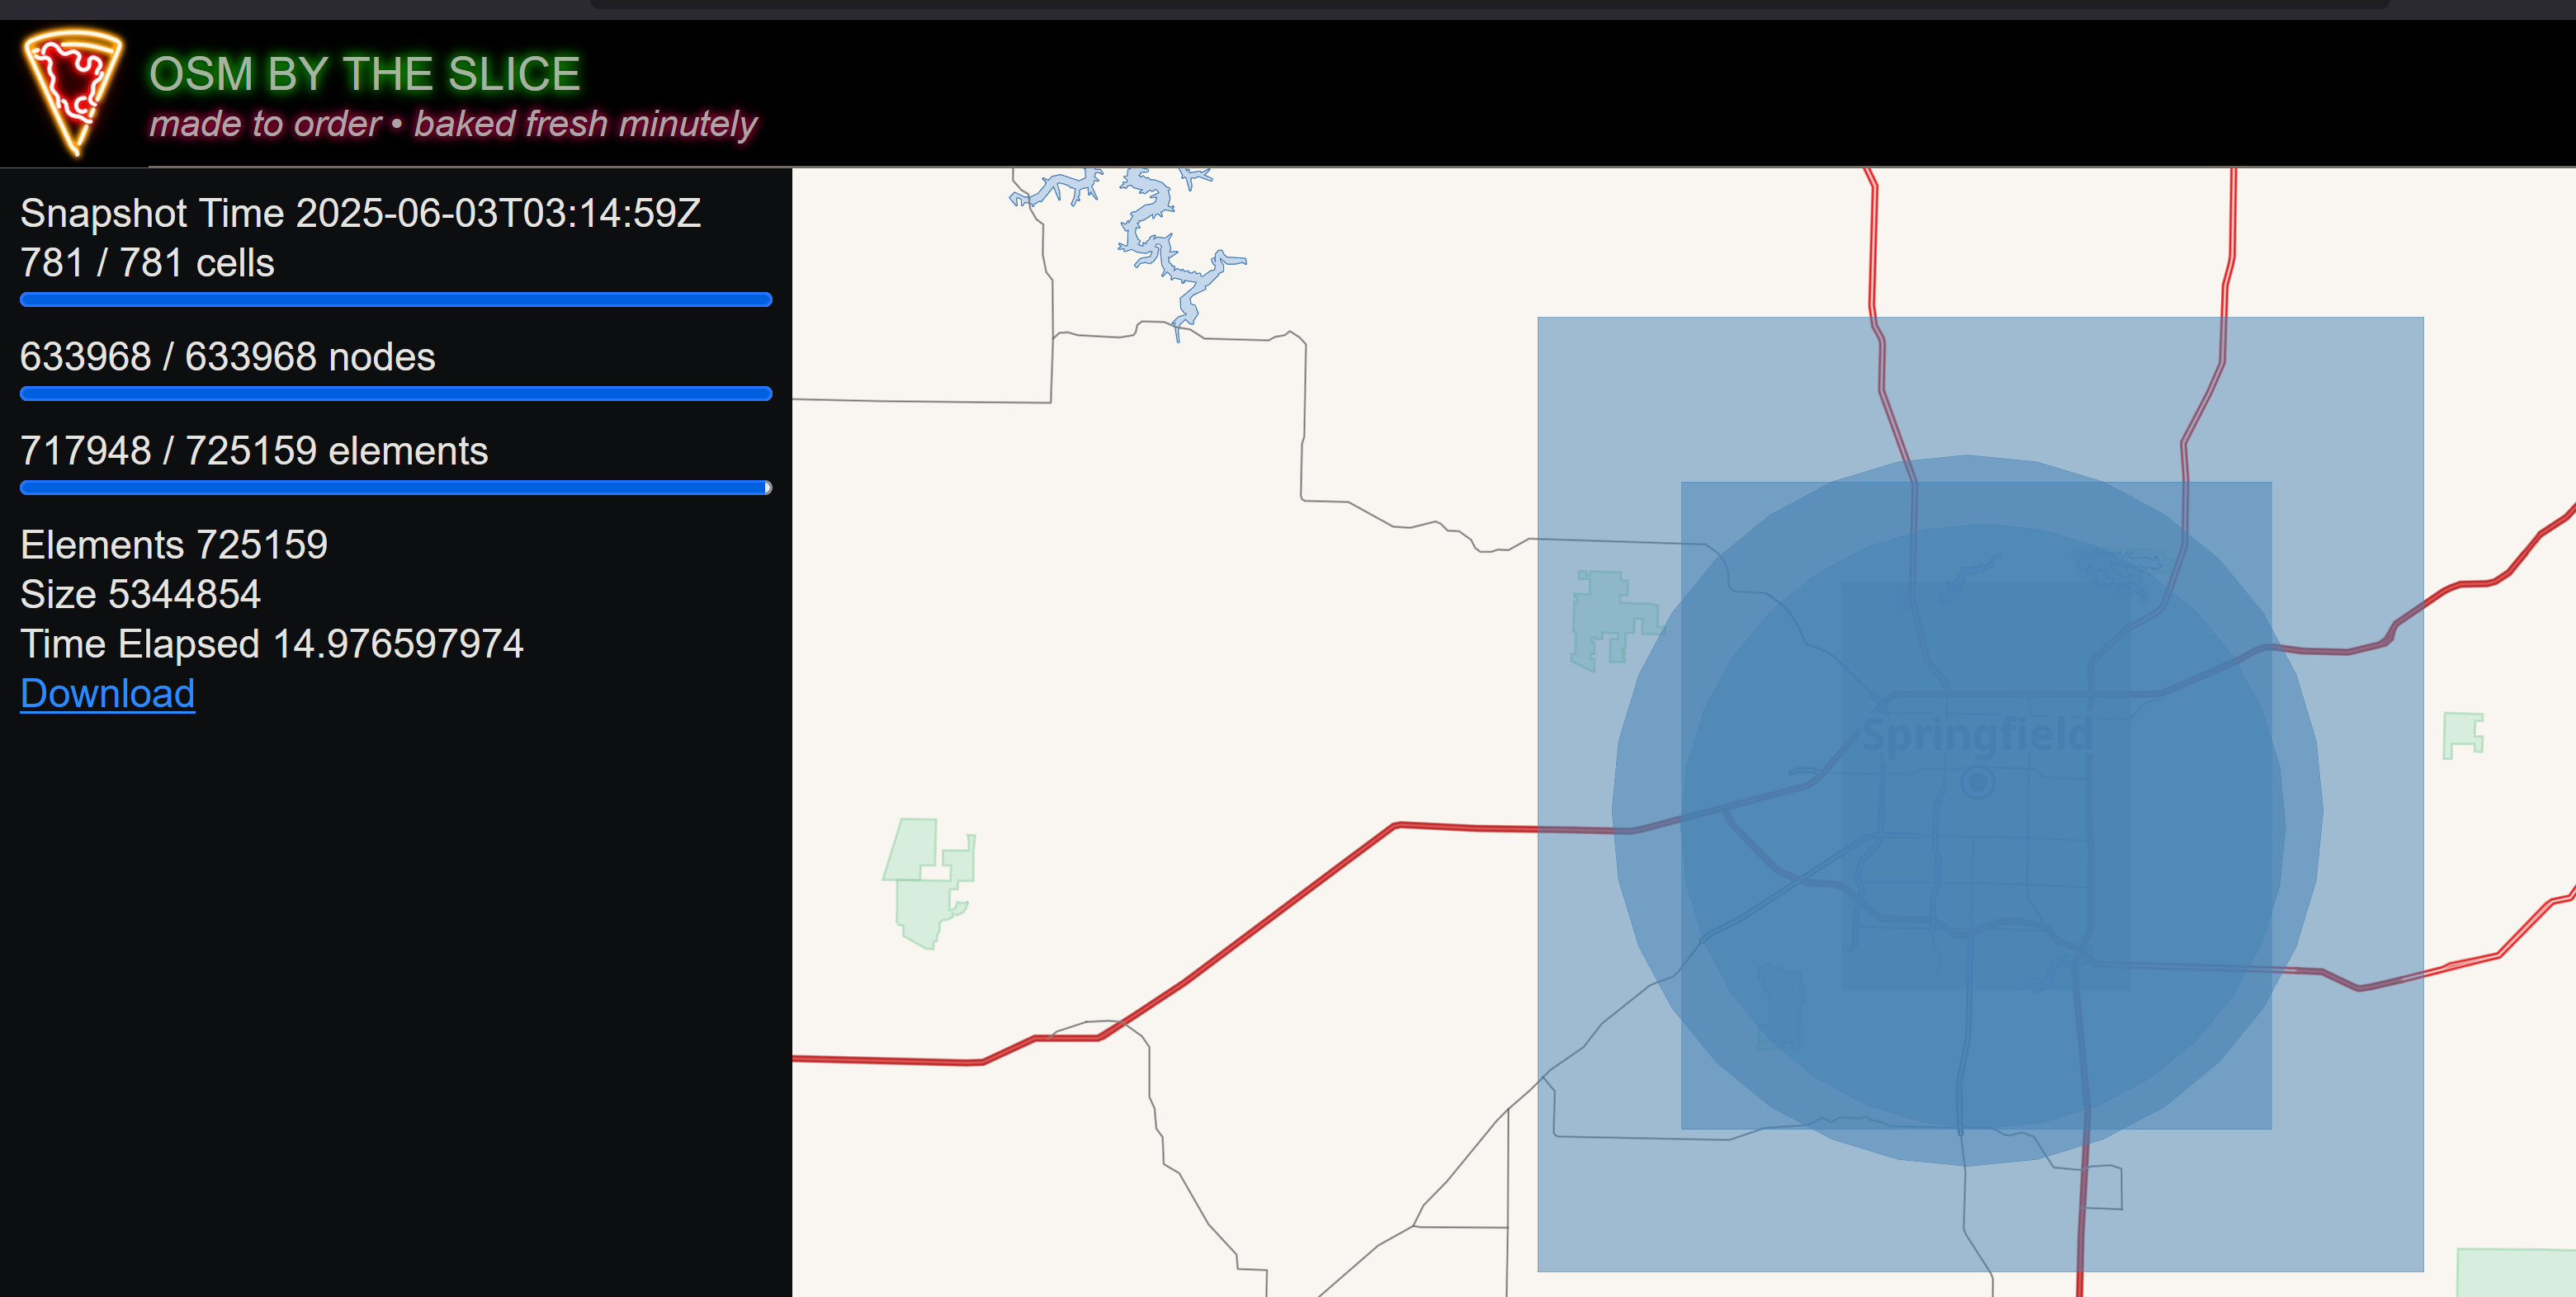 OSM BY THE SLICE
made to order • baked fresh minutely
Snapshot Time 2025-06-03T03:14:59Z
781 / 781 cells
633968 / 633968 nodes
717948 / 725159 elements
Elements 725159
Size 5344854
Time Elapsed 14.976597974
Download
Springfield